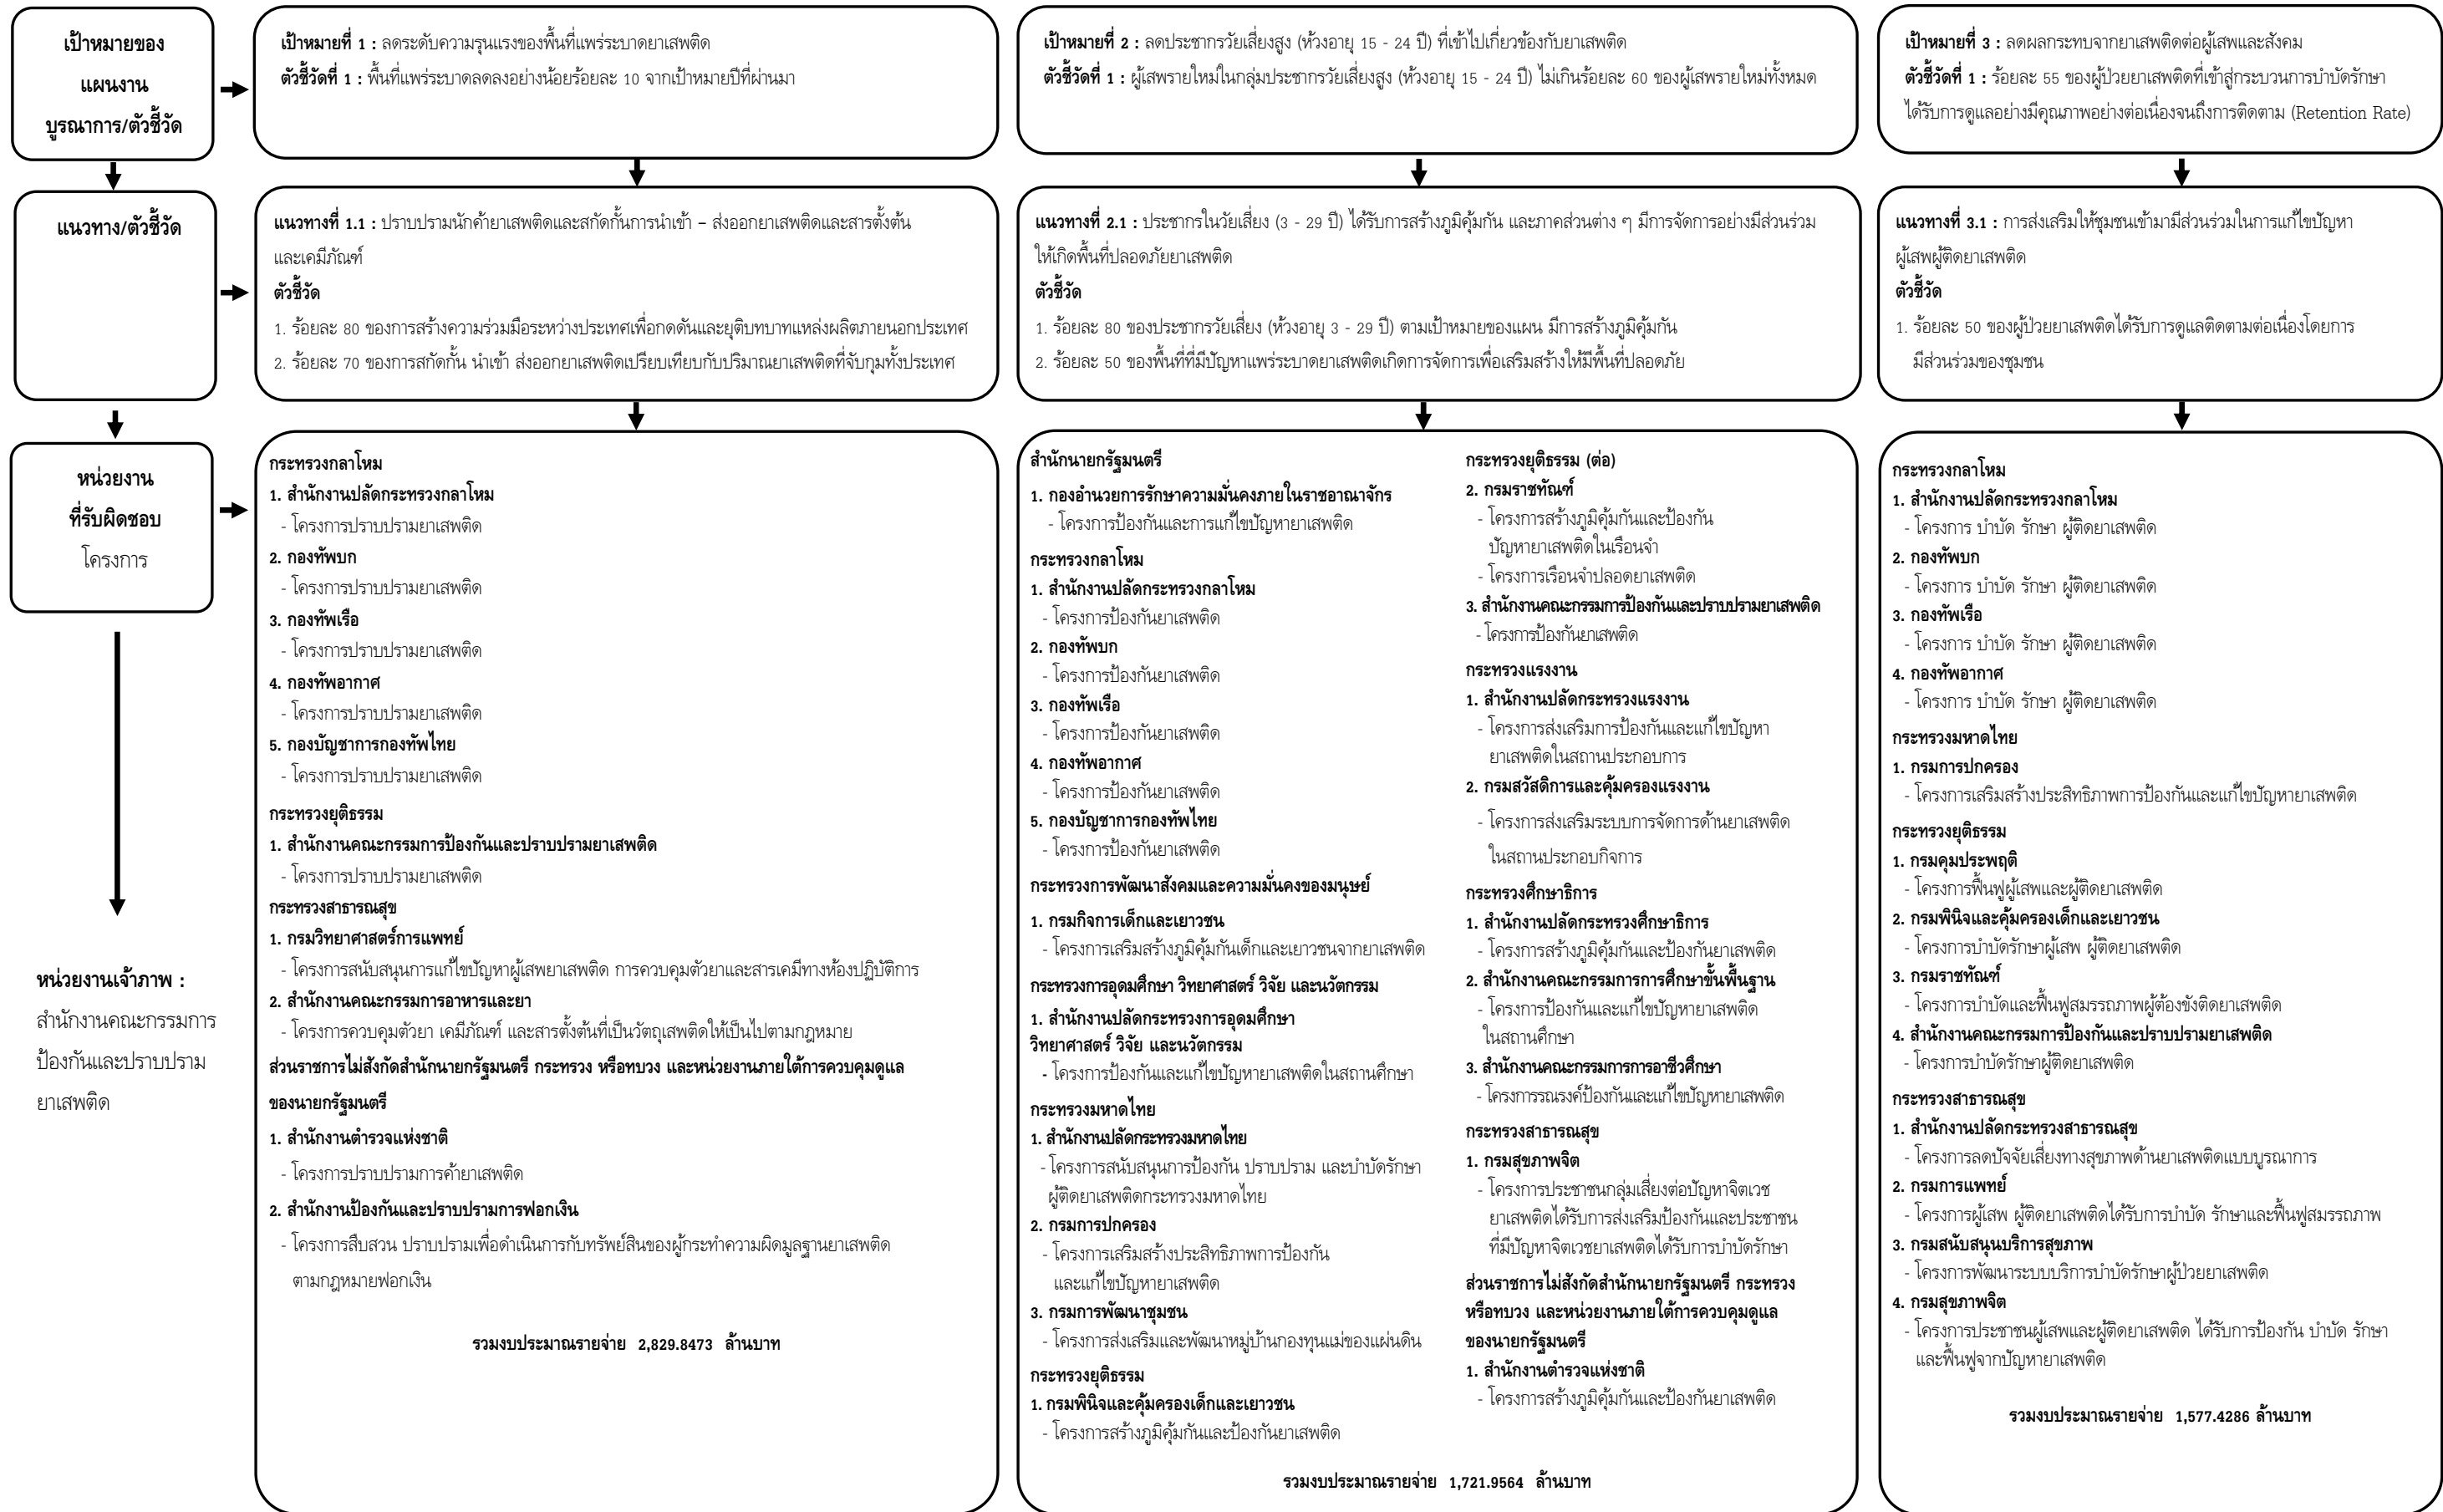 เป้าหมายของ
แผนงาน
บูรณาการ/ตัวชี้วัด
เป้าหมายที่ 1 : ลดระดับความรุนแรงของพื้นที่แพร่ระบาดยาเสพติด
ตัวชี้วัดที่ 1 : พื้นที่แพร่ระบาดลดลงอย่างน้อยร้อยละ 10 จากเป้าหมายปีที่ผ่านมา
เป้าหมายที่ 2 : ลดประชากรวัยเสี่ยงสูง (ห้วงอายุ 15 - 24 ปี) ที่เข้าไปเกี่ยวข้องกับยาเสพติด
ตัวชี้วัดที่ 1 : ผู้เสพรายใหม่ในกลุ่มประชากรวัยเสี่ยงสูง (ห้วงอายุ 15 - 24 ปี) ไม่เกินร้อยละ 60 ของผู้เสพรายใหม่ทั้งหมด
เป้าหมายที่ 3 : ลดผลกระทบจากยาเสพติดต่อผู้เสพและสังคม
ตัวชี้วัดที่ 1 : ร้อยละ 55 ของผู้ป่วยยาเสพติดที่เข้าสู่กระบวนการบำบัดรักษา
ได้รับการดูแลอย่างมีคุณภาพอย่างต่อเนื่องจนถึงการติดตาม (Retention Rate)
แนวทาง/ตัวชี้วัด
แนวทางที่ 1.1 : ปราบปรามนักค้ายาเสพติดและสกัดกั้นการนำเข้า – ส่งออกยาเสพติดและสารตั้งต้น
และเคมีภัณฑ์
ตัวชี้วัด
1. ร้อยละ 80 ของการสร้างความร่วมมือระหว่างประเทศเพื่อกดดันและยุติบทบาทแหล่งผลิตภายนอกประเทศ
2. ร้อยละ 70 ของการสกัดกั้น นำเข้า ส่งออกยาเสพติดเปรียบเทียบกับปริมาณยาเสพติดที่จับกุมทั้งประเทศ
แนวทางที่ 2.1 : ประชากรในวัยเสี่ยง (3 - 29 ปี) ได้รับการสร้างภูมิคุ้มกัน และภาคส่วนต่าง ๆ มีการจัดการอย่างมีส่วนร่วม
ให้เกิดพื้นที่ปลอดภัยยาเสพติด
ตัวชี้วัด
1. ร้อยละ 80 ของประชากรวัยเสี่ยง (ห้วงอายุ 3 - 29 ปี) ตามเป้าหมายของแผน มีการสร้างภูมิคุ้มกัน
2. ร้อยละ 50 ของพื้นที่ที่มีปัญหาแพร่ระบาดยาเสพติดเกิดการจัดการเพื่อเสริมสร้างให้มีพื้นที่ปลอดภัย
แนวทางที่ 3.1 : การส่งเสริมให้ชุมชนเข้ามามีส่วนร่วมในการแก้ไขปัญหา
ผู้เสพผู้ติดยาเสพติด
ตัวชี้วัด
1. ร้อยละ 50 ของผู้ป่วยยาเสพติดได้รับการดูแลติดตามต่อเนื่องโดยการ
มีส่วนร่วมของชุมชน
หน่วยงาน
ที่รับผิดชอบ
โครงการ
หน่วยงานเจ้าภาพ :
สำนักงานคณะกรรมการ
ป้องกันและปราบปราม
ยาเสพติด
กระทรวงกลาโหม
1. สำนักงานปลัดกระทรวงกลาโหม
- โครงการปราบปรามยาเสพติด
2. กองทัพบก
- โครงการปราบปรามยาเสพติด
3. กองทัพเรือ
- โครงการปราบปรามยาเสพติด
4. กองทัพอากาศ
- โครงการปราบปรามยาเสพติด
5. กองบัญชาการกองทัพไทย
- โครงการปราบปรามยาเสพติด
กระทรวงยุติธรรม
1. สำนักงานคณะกรรมการป้องกันและปราบปรามยาเสพติด
- โครงการปราบปรามยาเสพติด
กระทรวงสาธารณสุข
1. กรมวิทยาศาสตร์การแพทย์
- โครงการสนับสนุนการแก้ไขปัญหาผู้เสพยาเสพติด การควบคุมตัวยาและสารเคมีทางห้องปฏิบัติการ
2. สำนักงานคณะกรรมการอาหารและยา
- โครงการควบคุมตัวยา เคมีภัณฑ์ และสารตั้งต้นที่เป็นวัตถุเสพติดให้เป็นไปตามกฎหมาย
ส่วนราชการไม่สังกัดสำนักนายกรัฐมนตรี กระทรวง หรือทบวง และหน่วยงานภายใต้การควบคุมดูแล
ของนายกรัฐมนตรี
1. สำนักงานตำรวจแห่งชาติ
- โครงการปราบปรามการค้ายาเสพติด
2. สำนักงานป้องกันและปราบปรามการฟอกเงิน
- โครงการสืบสวน ปราบปรามเพื่อดำเนินการกับทรัพย์สินของผู้กระทำความผิดมูลฐานยาเสพติด
ตามกฎหมายฟอกเงิน
รวมงบประมาณรายจ่าย 2,829.8473 ล้านบาท
สำนักนายกรัฐมนตรี
1. กองอำนวยการรักษาความมั่นคงภายในราชอาณาจักร
- โครงการป้องกันและการแก้ไขปัญหายาเสพติด
กระทรวงกลาโหม
1. สำนักงานปลัดกระทรวงกลาโหม
- โครงการป้องกันยาเสพติด
2. กองทัพบก
- โครงการป้องกันยาเสพติด
3. กองทัพเรือ
- โครงการป้องกันยาเสพติด
4. กองทัพอากาศ
- โครงการป้องกันยาเสพติด
5. กองบัญชาการกองทัพไทย
- โครงการป้องกันยาเสพติด
กระทรวงการพัฒนาสังคมและความมั่นคงของมนุษย์
1. กรมกิจการเด็กและเยาวชน
- โครงการเสริมสร้างภูมิคุ้มกันเด็กและเยาวชนจากยาเสพติด
กระทรวงการอุดมศึกษา วิทยาศาสตร์ วิจัย และนวัตกรรม
1. สำนักงานปลัดกระทรวงการอุดมศึกษา
วิทยาศาสตร์ วิจัย และนวัตกรรม
- โครงการป้องกันและแก้ไขปัญหายาเสพติดในสถานศึกษา
กระทรวงมหาดไทย
1. สำนักงานปลัดกระทรวงมหาดไทย
- โครงการสนับสนุนการป้องกัน ปราบปราม และบำบัดรักษา
ผู้ติดยาเสพติดกระทรวงมหาดไทย
2. กรมการปกครอง
- โครงการเสริมสร้างประสิทธิภาพการป้องกัน
และแก้ไขปัญหายาเสพติด
3. กรมการพัฒนาชุมชน
- โครงการส่งเสริมและพัฒนาหมู่บ้านกองทุนแม่ของแผ่นดิน
กระทรวงยุติธรรม
1. กรมพินิจและคุ้มครองเด็กและเยาวชน
- โครงการสร้างภูมิคุ้มกันและป้องกันยาเสพติด
กระทรวงยุติธรรม (ต่อ)
2. กรมราชทัณฑ์
- โครงการสร้างภูมิคุ้มกันและป้องกัน
ปัญหายาเสพติดในเรือนจำ
- โครงการเรือนจำปลอดยาเสพติด
3. สำนักงานคณะกรรมการป้องกันและปราบปรามยาเสพติด
- โครงการป้องกันยาเสพติด
กระทรวงแรงงาน
1. สำนักงานปลัดกระทรวงแรงงาน
- โครงการส่งเสริมการป้องกันและแก้ไขปัญหา
ยาเสพติดในสถานประกอบการ
2. กรมสวัสดิการและคุ้มครองแรงงาน
- โครงการส่งเสริมระบบการจัดการด้านยาเสพติด
ในสถานประกอบกิจการ
กระทรวงศึกษาธิการ
1. สำนักงานปลัดกระทรวงศึกษาธิการ
- โครงการสร้างภูมิคุ้มกันและป้องกันยาเสพติด
2. สำนักงานคณะกรรมการการศึกษาขั้นพื้นฐาน
- โครงการป้องกันและแก้ไขปัญหายาเสพติด
ในสถานศึกษา
3. สำนักงานคณะกรรมการการอาชีวศึกษา
- โครงการรณรงค์ป้องกันและแก้ไขปัญหายาเสพติด
กระทรวงสาธารณสุข
1. กรมสุขภาพจิต
- โครงการประชาชนกลุ่มเสี่ยงต่อปัญหาจิตเวช
ยาเสพติดได้รับการส่งเสริมป้องกันและประชาชน
ที่มีปัญหาจิตเวชยาเสพติดได้รับการบำบัดรักษา
ส่วนราชการไม่สังกัดสำนักนายกรัฐมนตรี กระทรวง
หรือทบวง และหน่วยงานภายใต้การควบคุมดูแล
ของนายกรัฐมนตรี
1. สำนักงานตำรวจแห่งชาติ
- โครงการสร้างภูมิคุ้มกันและป้องกันยาเสพติด
รวมงบประมาณรายจ่าย 1,721.9564 ล้านบาท
กระทรวงกลาโหม
1. สำนักงานปลัดกระทรวงกลาโหม
- โครงการ บำบัด รักษา ผู้ติดยาเสพติด
2. กองทัพบก
- โครงการ บำบัด รักษา ผู้ติดยาเสพติด
3. กองทัพเรือ
- โครงการ บำบัด รักษา ผู้ติดยาเสพติด
4. กองทัพอากาศ
- โครงการ บำบัด รักษา ผู้ติดยาเสพติด
กระทรวงมหาดไทย
1. กรมการปกครอง
- โครงการเสริมสร้างประสิทธิภาพการป้องกันและแก้ไขปัญหายาเสพติด
กระทรวงยุติธรรม
1. กรมคุมประพฤติ
- โครงการฟื้นฟูผู้เสพและผู้ติดยาเสพติด
2. กรมพินิจและคุ้มครองเด็กและเยาวชน
- โครงการบำบัดรักษาผู้เสพ ผู้ติดยาเสพติด
3. กรมราชทัณฑ์
- โครงการบำบัดและฟื้นฟูสมรรถภาพผู้ต้องขังติดยาเสพติด
4. สำนักงานคณะกรรมการป้องกันและปราบปรามยาเสพติด
- โครงการบำบัดรักษาผู้ติดยาเสพติด
กระทรวงสาธารณสุข
1. สำนักงานปลัดกระทรวงสาธารณสุข
- โครงการลดปัจจัยเสี่ยงทางสุขภาพด้านยาเสพติดแบบบูรณาการ
2. กรมการแพทย์
- โครงการผู้เสพ ผู้ติดยาเสพติดได้รับการบำบัด รักษาและฟื้นฟูสมรรถภาพ
3. กรมสนับสนุนบริการสุขภาพ
- โครงการพัฒนาระบบบริการบำบัดรักษาผู้ป่วยยาเสพติด
4. กรมสุขภาพจิต
- โครงการประชาชนผู้เสพและผู้ติดยาเสพติด ได้รับการป้องกัน บำบัด รักษา
และฟื้นฟูจากปัญหายาเสพติด
รวมงบประมาณรายจ่าย 1,577.4286 ล้านบาท